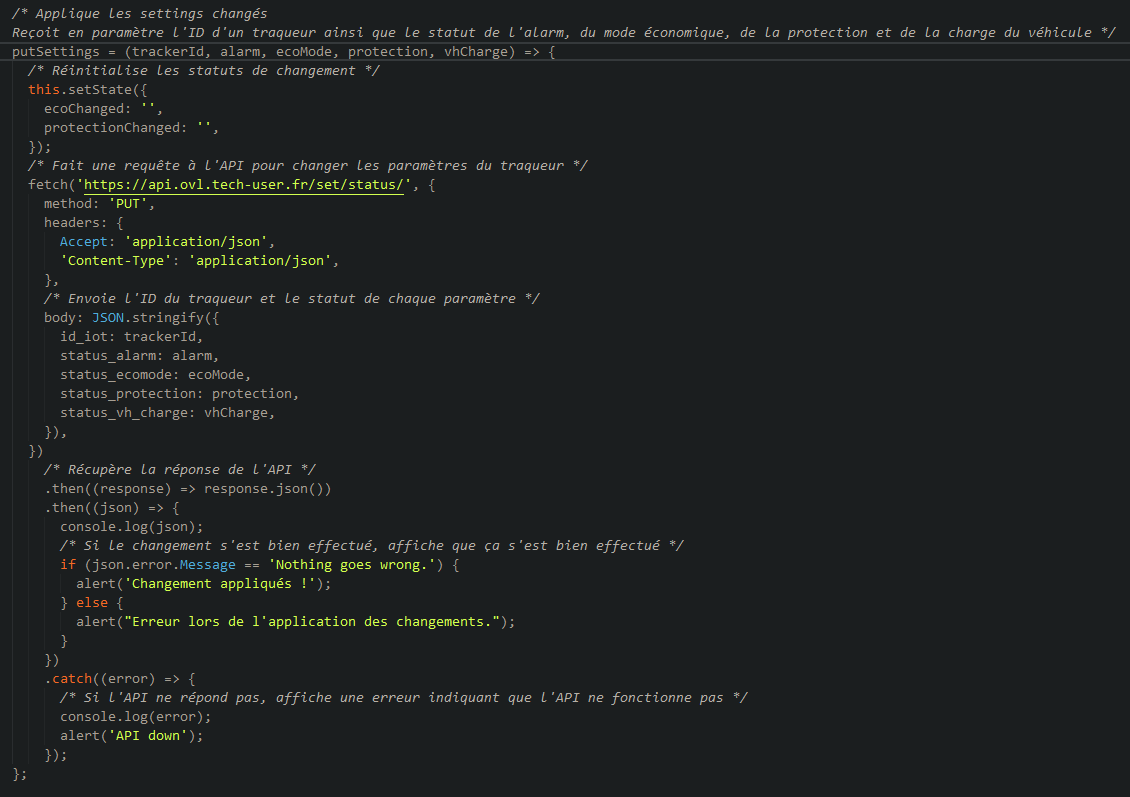 /* Applique les settings changés
Reçoit en paramètre l'ID d'un traqueur ainsi que le statut de l'alarm, du mode économique, de la protection et de la charge du véhicule */
putSettings = (trackerId, alarm, ecoMode, protection, vhCharge) => {
/* Réinitialise les statuts de changement */
this.setState({
ecoChanged: '',
protectionChanged: '',
});
/* Fait une requête à l'API pour changer les paramètres du traqueur */
fetch('https://api.ovl.tech-user.fr/set/status/', {
method: 'PUT',
headers: {
Accept: 'application/json',
'Content-Type': 'application/json',
},
/* Envoie l'ID du traqueur et le statut de chaque paramètre */
body: JSON.stringify({
id_iot: trackerId,
status_alarm: alarm,
status_ecomode: ecoMode,
status_protection: protection,
status_vh_charge: vhCharge,
}),
})
/* Récupère la réponse de l'API */
.then((response) => response.json())
.then((json) => {
console.log(json);
/* Si le changement s'est bien effectué, affiche que ça s'est bien effectué */
if (json.error.Message == 'Nothing goes wrong.') {
alert('Changement appliqués !');
} else {
alert("Erreur lors de l'application des changements.");
}
})
.catch((error) => {
/* Si l'API ne répond pas, affiche une erreur indiquant que l'API ne fonctionne pas */
console.log(error);
alert('API down');
});
};